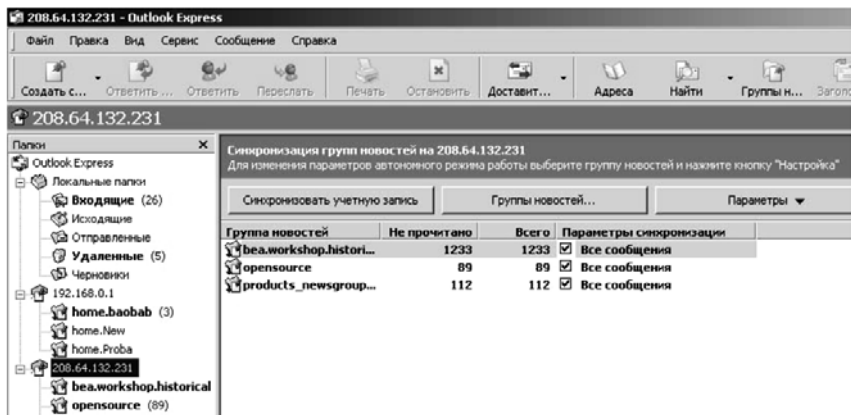 208.64.132.231 - Outlook Express
Файл Правка Вид Сервис Сообщение Справка
Создать с... Ответить ... Ответить Переслать Печать Остановить Доставит... Адреса Найти Группы н... Заголо
208.64.132.231
Папки X
Outlook Express
Локальные папки
Входящие (26)
Исходящие
Отправленные
Удаленные (5)
Черновики
192.168.0.1
home.baobab (3)
home.New
home.Proba
208.64.132.231
bea.workshop.historical
opensource (89)
Синхронизация групп новостей на 208.64.132.231
Для изменения параметров автономного режима работы выберите группу новостей и нажмите кнопку "Настройка"
Синхронизовать учетную запись Группы новостей... Параметры
Группа новостей Не прочитано Всего Параметры синхронизации
bea.workshop.histori... 1233 1233 Все сообщения
opensource 89 89 Все сообщения
products_newsgroup... 112 112 Все сообщения